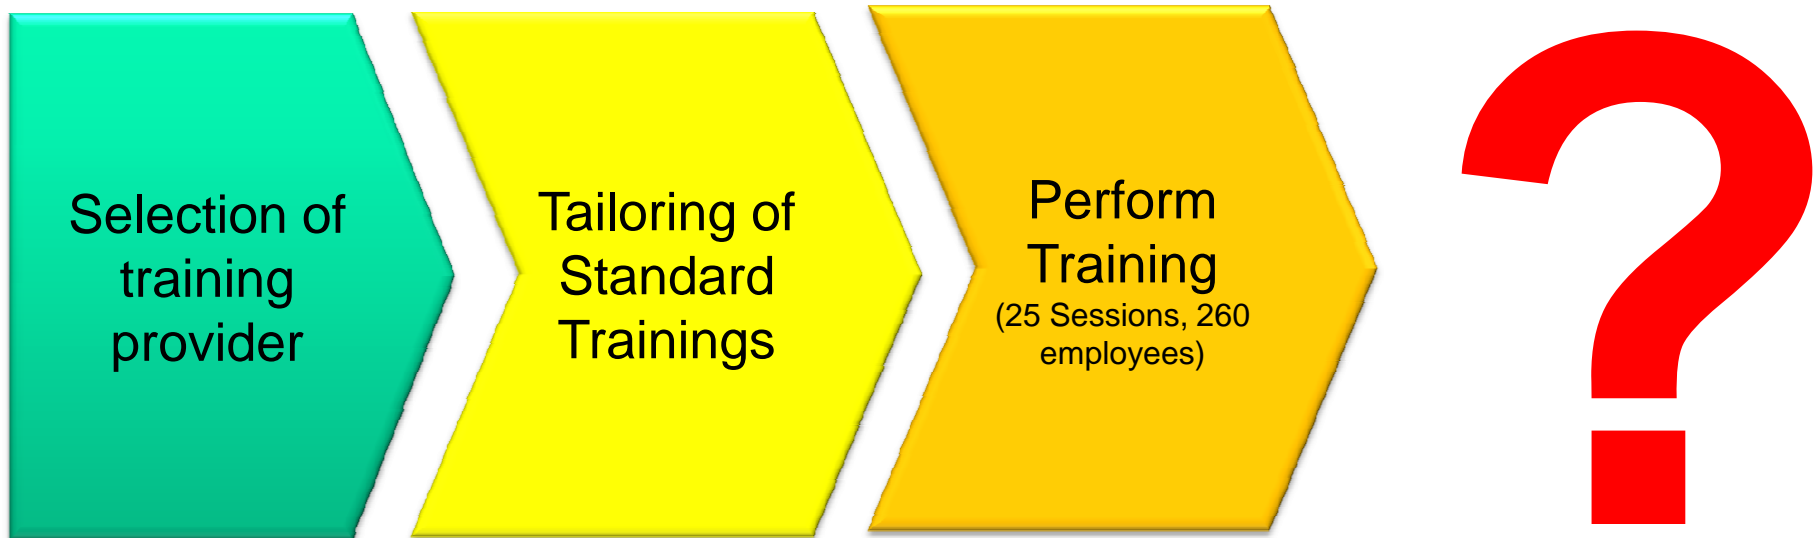 Selection of
training
provider
Tailoring of
Standard
Trainings
Perform
Training
(25 Sessions, 260
employees)
?